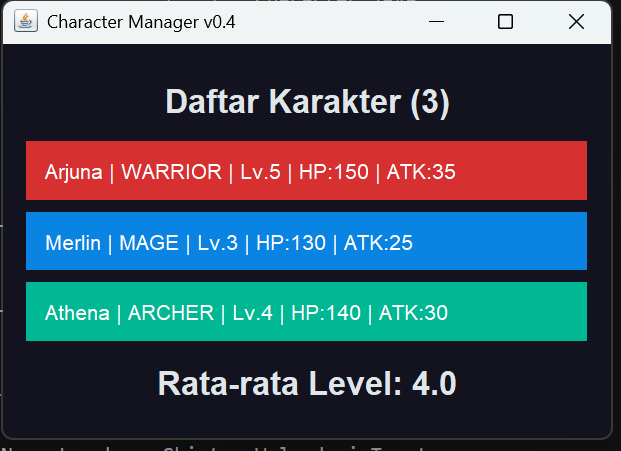 Character Manager v0.4
Daftar Karakter (3)
Arjuna | WARRIOR | Lv.5 | HP:150 | ATK:35
Merlin | MAGE | Lv.3 | HP:130 | ATK:25
Athena | ARCHER | Lv.4 | HP:140 | ATK:30
Rata-rata Level: 4.0